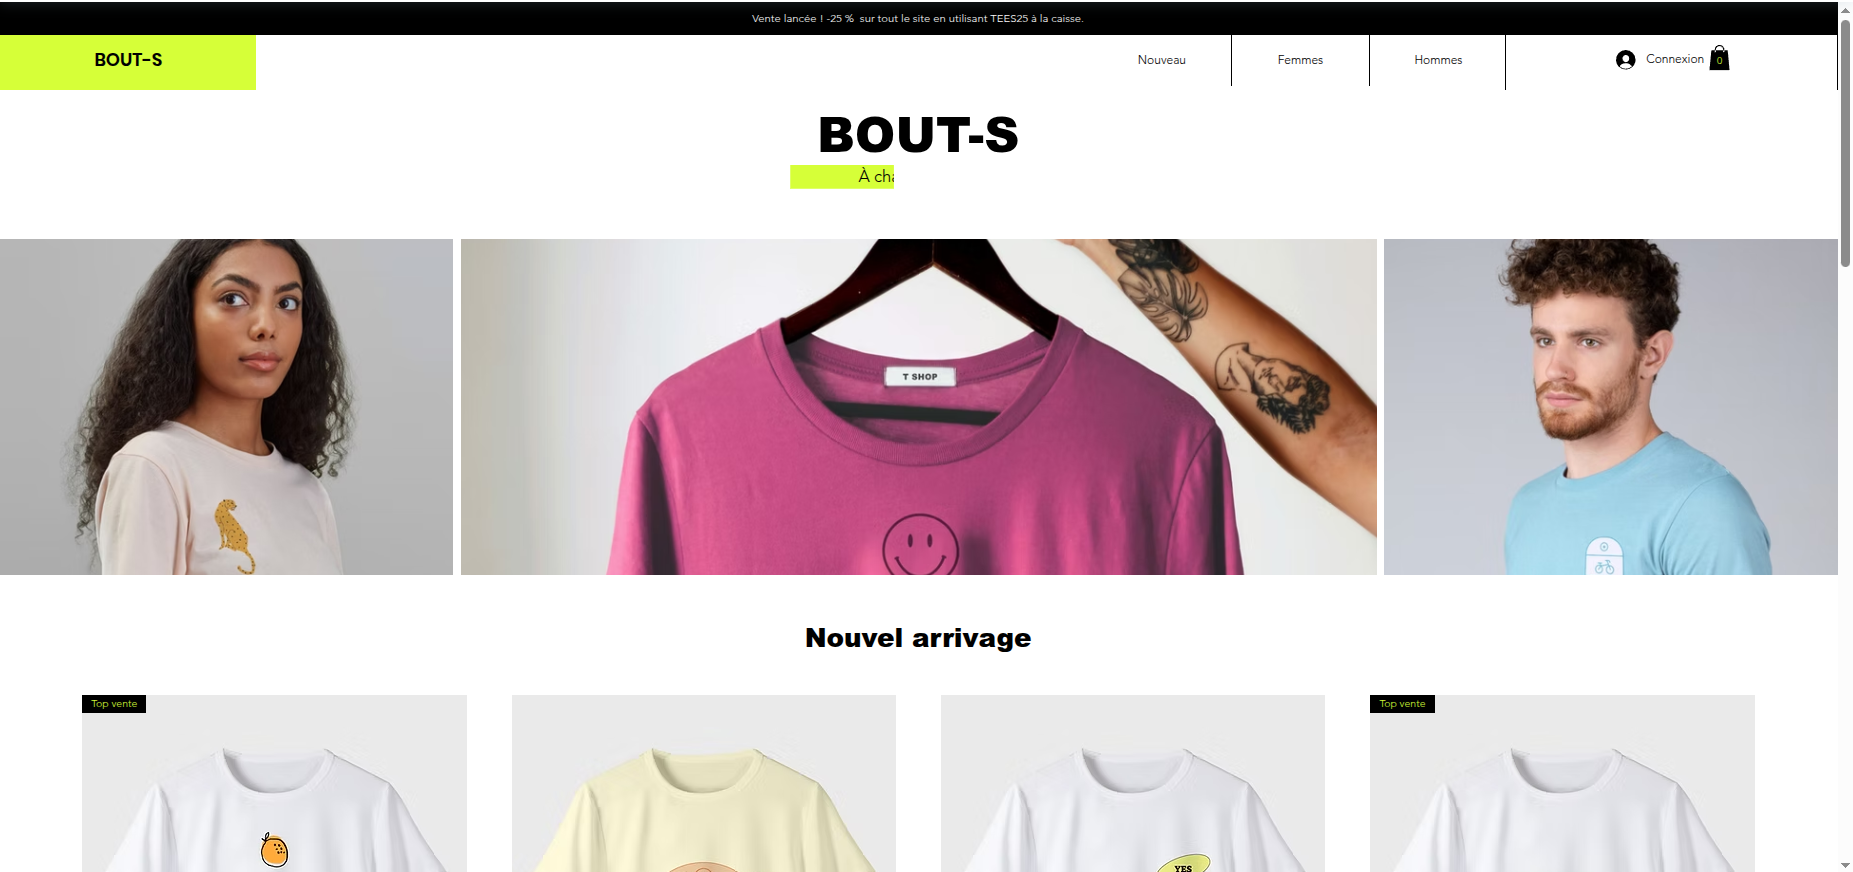 Vente lancée ! -25 % sur tout le site en utilisant TEES25 à la caisse.
BOUT-S
Nouveau
Femmes
Hommes
Connexion
0
BOUT-S
À cha
T SHOP
Nouvel arrivage
Top vente
Top vente
YES